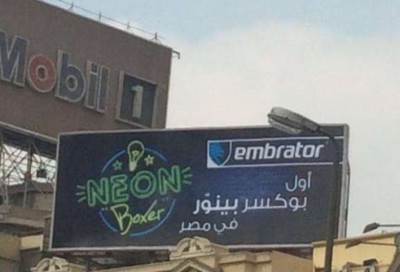 Mobil 1
NEON
Boxer
embrator
أول
بوكسر بينوّر
في مصر